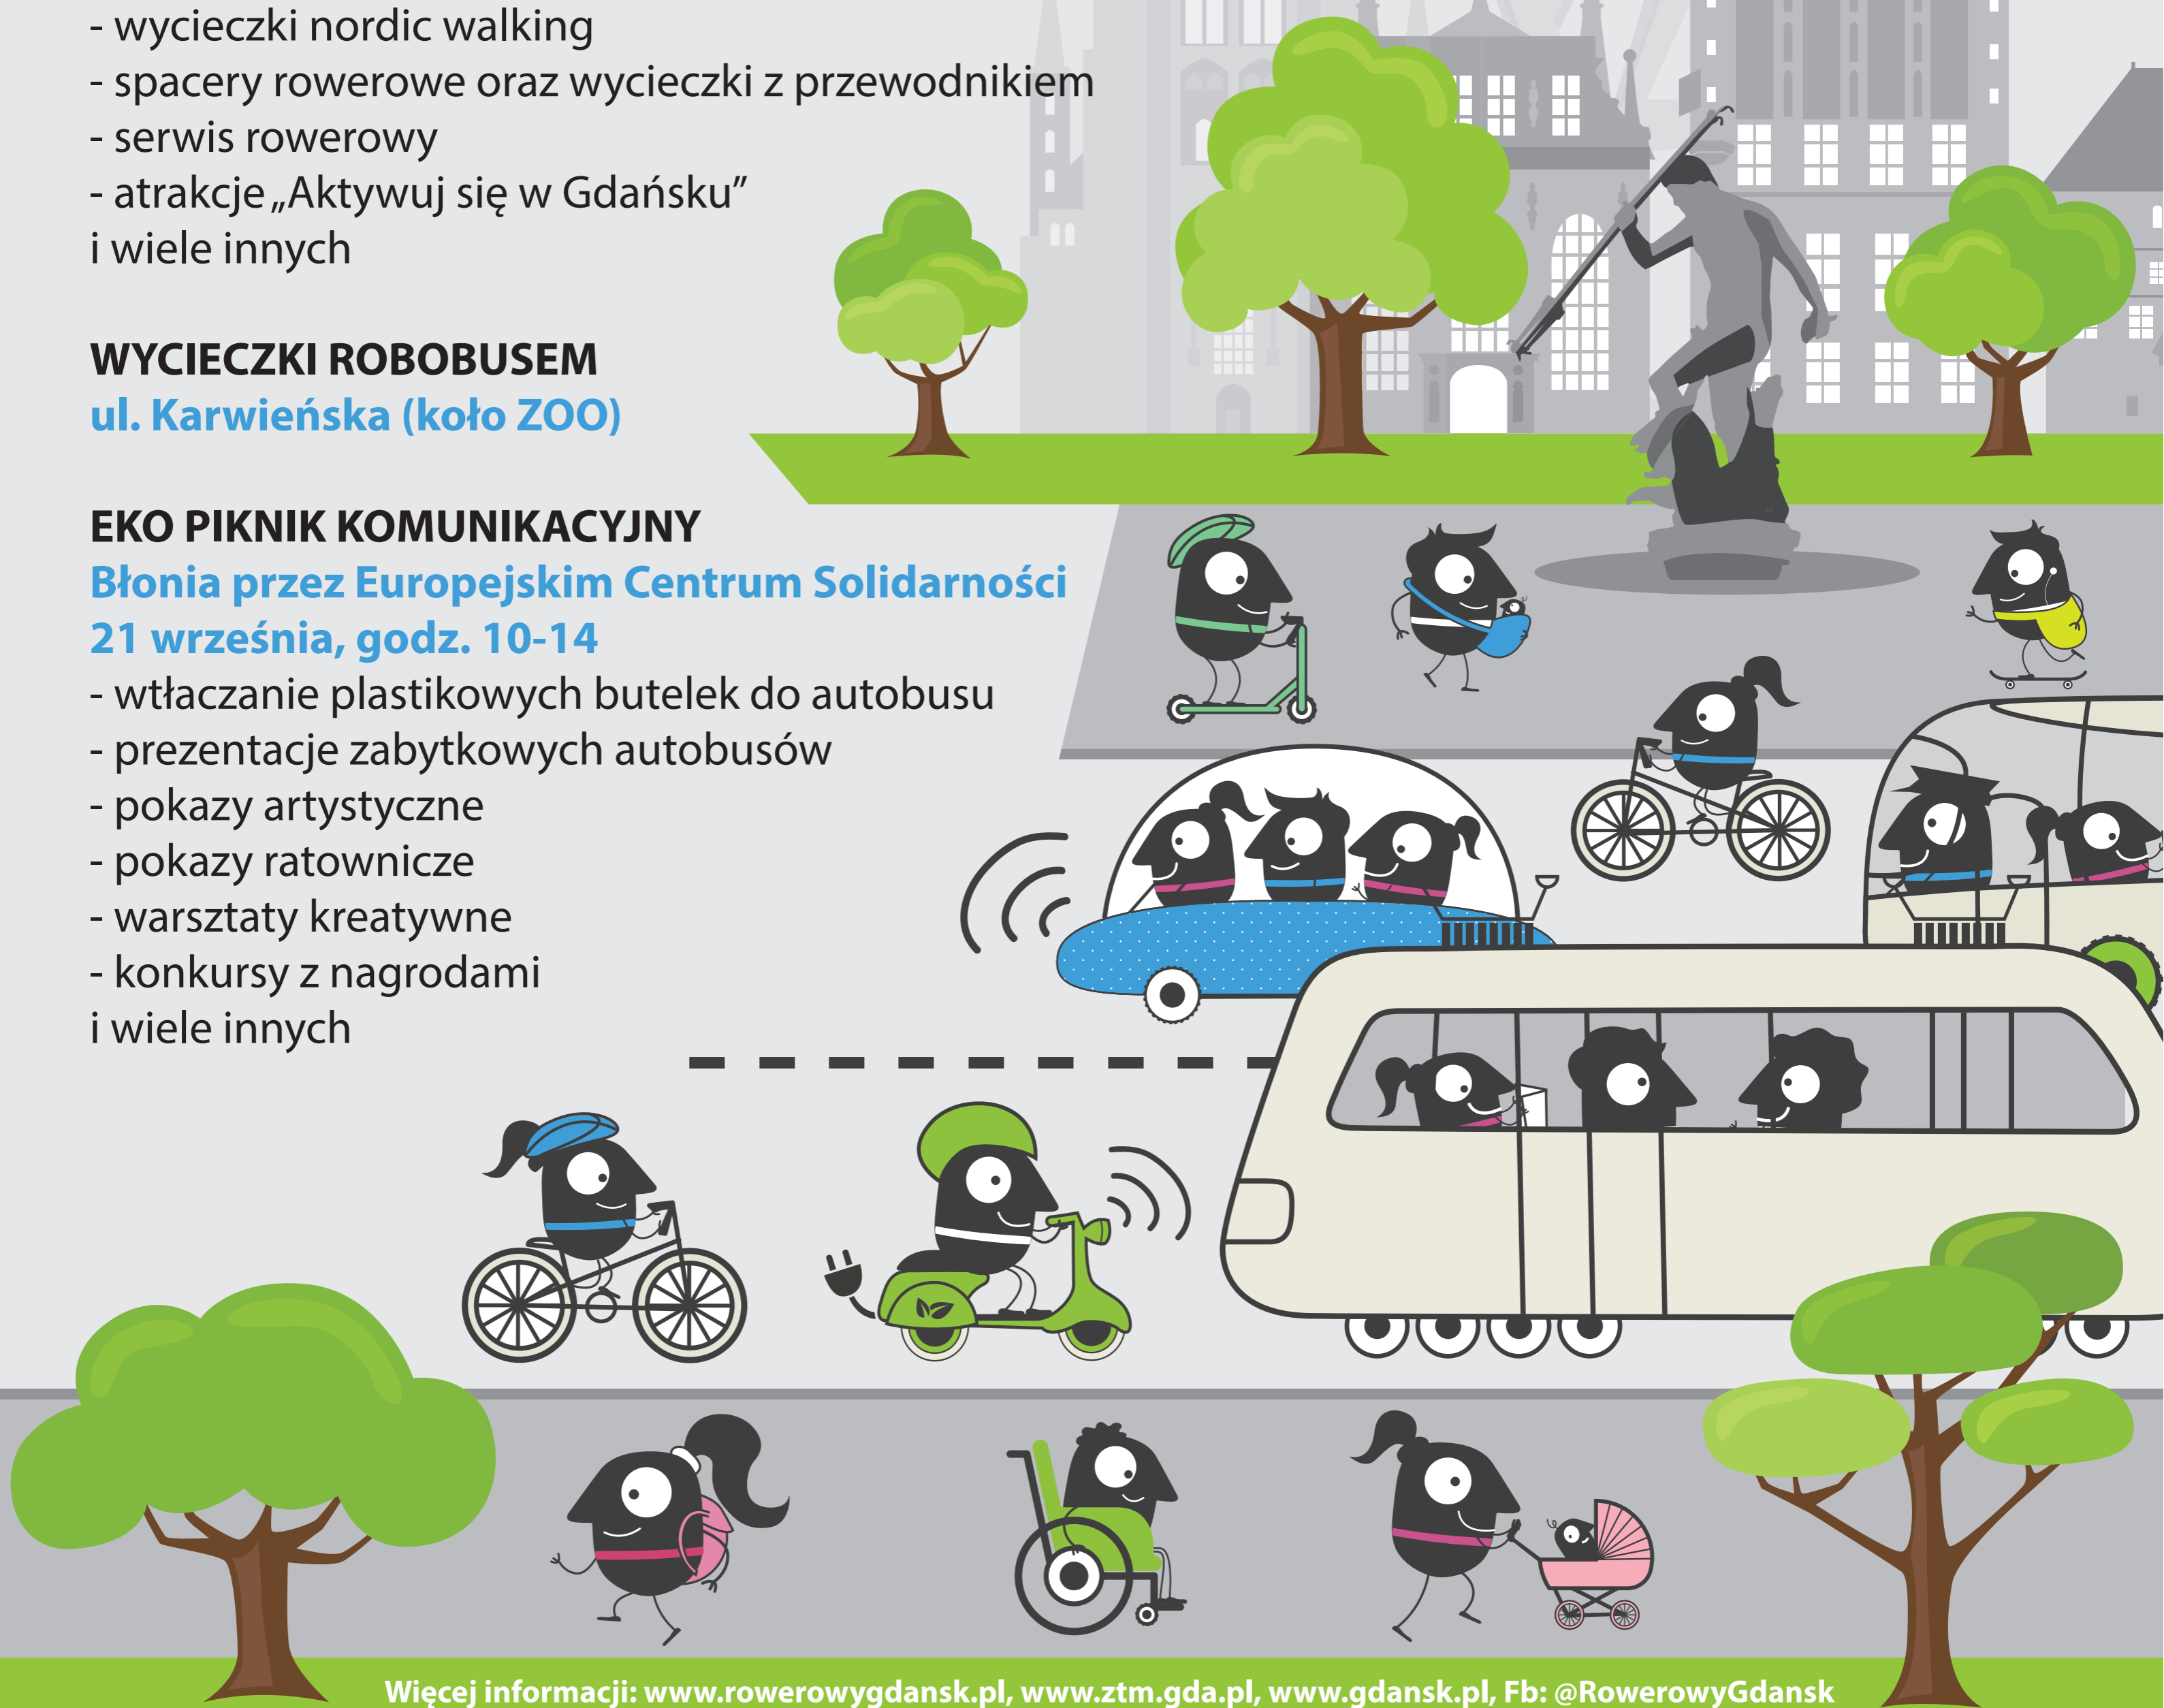 - wycieczki nordic walking
- spacery rowerowe oraz wycieczki z przewodnikiem
- serwis rowerowy
- atrakcje „Aktywuj się w Gdańsku”
i wiele innych
WYCIECZKI ROBOBUSEM
ul. Karwieńska (koło ZOO)
EKO PIKNIK KOMUNIKACYJNY
Błonia przez Europejskim Centrum Solidarności
21 września, godz. 10-14
- wtłaczanie plastikowych butelek do autobusu
- prezentacje zabytkowych autobusów
- pokazy artystyczne
- pokazy ratownicze
- warsztaty kreatywne
- konkursy z nagrodami
i wiele innych
Więcej informacji: www.rowerowygdansk.pl, www.ztm.gda.pl, www.gdansk.pl, Fb: @RowerowyGdansk